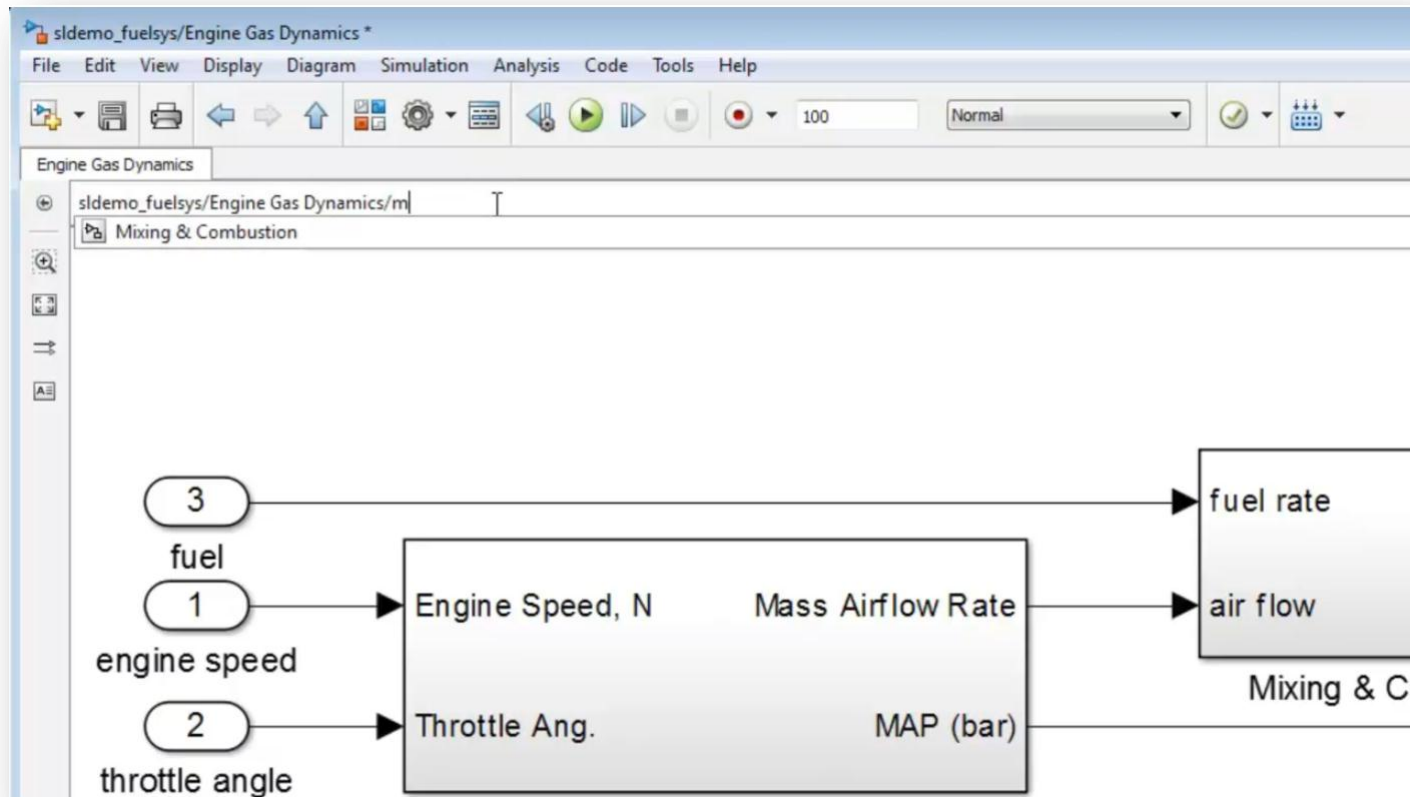 sldemo_fuelsys/Engine Gas Dynamics *
File Edit View Display Diagram Simulation Analysis Code Tools Help
100 Normal
Engine Gas Dynamics
sldemo_fuelsys/Engine Gas Dynamics/m
Mixing & Combustion
3
fuel rate
fuel
1
Engine Speed, N Mass Airflow Rate
air flow
engine speed
Mixing & C
2
Throttle Ang. MAP (bar)
throttle angle